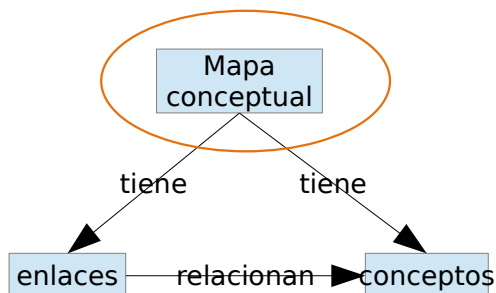 Mapa
conceptual
tiene
tiene
enlaces
relacionan
conceptos